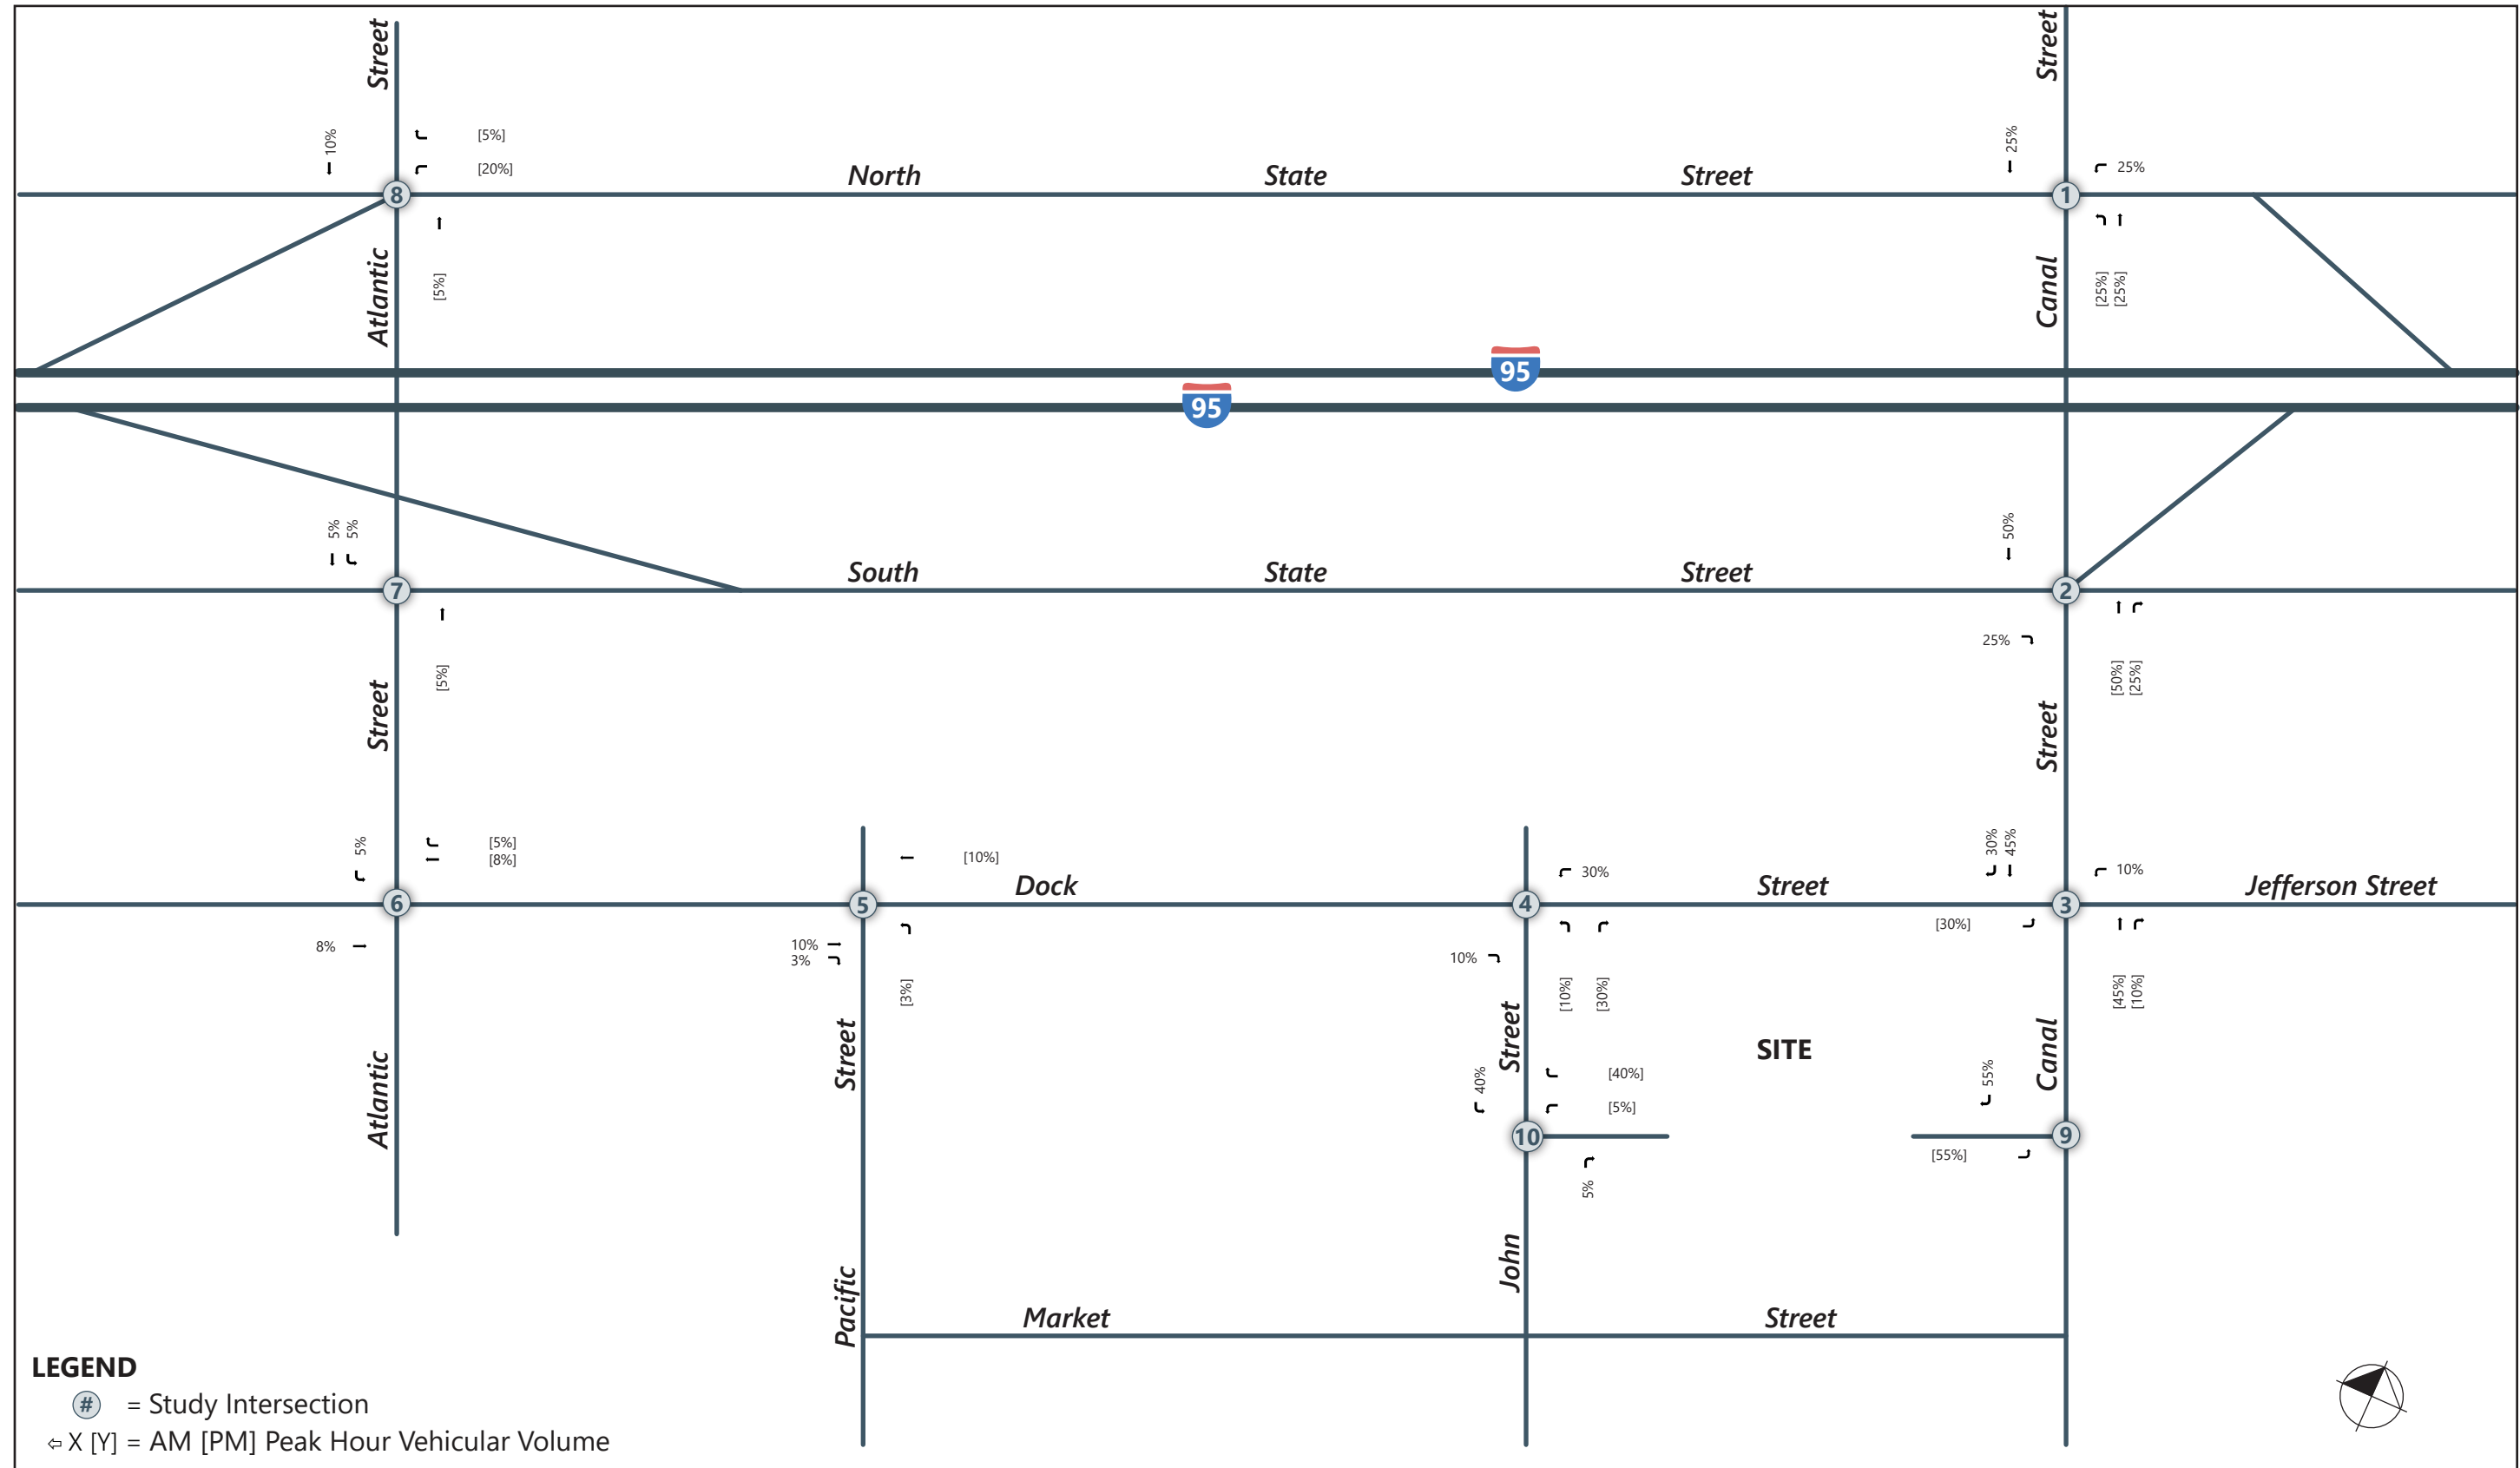 Street
Street
10%
[5%]
25%
[20%]
25%
North State Street
8
1
Atlantic
[5%]
Canal
[25%]
[25%]
95
95
5%
5%
50%
South State Street
7
2
25%
Street
[5%]
Street
[50%]
[25%]
5%
[5%]
[8%]
[10%]
30%
30%
45%
10%
Dock Street
Jefferson Street
6
5
4
3
8%
10%
3%
[3%]
10%
[10%]
[30%]
[30%]
[45%]
[10%]
Atlantic
Street
Street
SITE
Canal
40%
[40%]
[5%]
55%
10
9
5%
[55%]
Pacific
John
Market Street
LEGEND
# = Study Intersection
⇦ X [Y] = AM [PM] Peak Hour Vehicular Volume